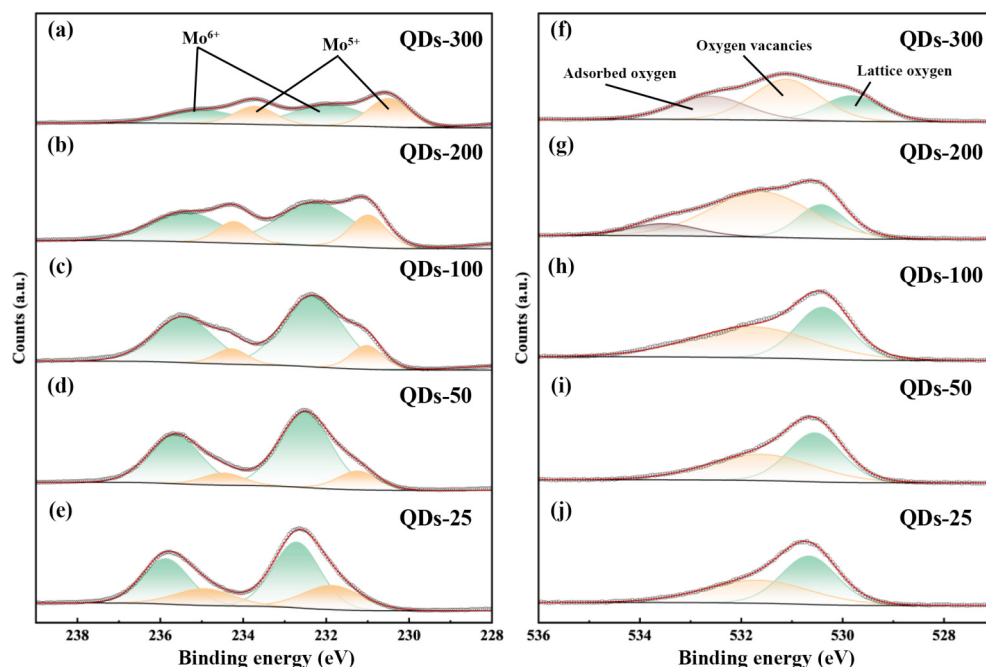 (a)
Mo⁶⁺
Mo⁵⁺
QDs-300
(b)
QDs-200
(c)
QDs-100
(d)
QDs-50
(e)
QDs-25
Counts (a.u.)
238 236 234 232 230 228
Binding energy (eV)
(f)
Oxygen vacancies
QDs-300
Adsorbed oxygen
Lattice oxygen
(g)
QDs-200
(h)
QDs-100
(i)
QDs-50
(j)
QDs-25
Counts (a.u.)
536 534 532 530 528
Binding energy (eV)